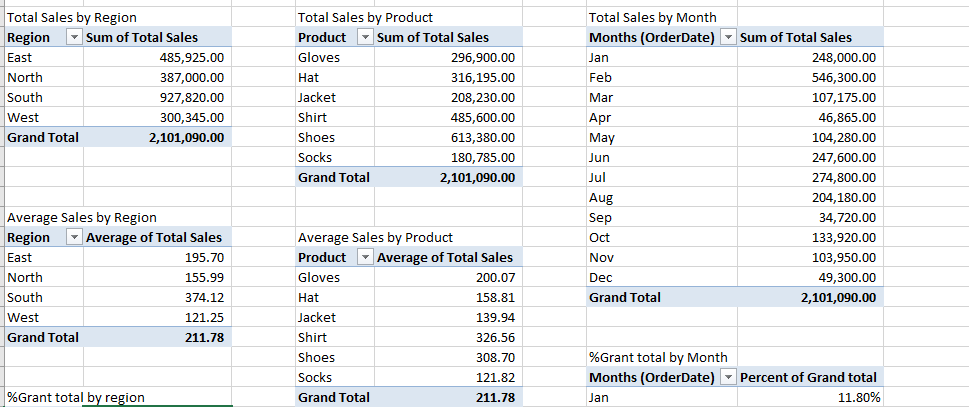 Total Sales by Region
Region Sum of Total Sales
East 485,925.00
North 387,000.00
South 927,820.00
West 300,345.00
Grand Total 2,101,090.00
Average Sales by Region
Region Average of Total Sales
East 195.70
North 155.99
South 374.12
West 121.25
Grand Total 211.78
%Grant total by region
Total Sales by Product
Product Sum of Total Sales
Gloves 296,900.00
Hat 316,195.00
Jacket 208,230.00
Shirt 485,600.00
Shoes 613,380.00
Socks 180,785.00
Grand Total 2,101,090.00
Average Sales by Product
Product Average of Total Sales
Gloves 200.07
Hat 158.81
Jacket 139.94
Shirt 326.56
Shoes 308.70
Socks 121.82
Grand Total 211.78
Total Sales by Month
Months (OrderDate) Sum of Total Sales
Jan 248,000.00
Feb 546,300.00
Mar 107,175.00
Apr 46,865.00
May 104,280.00
Jun 247,600.00
Jul 274,800.00
Aug 204,180.00
Sep 34,720.00
Oct 133,920.00
Nov 103,950.00
Dec 49,300.00
Grand Total 2,101,090.00
%Grant total by Month
Months (OrderDate) Percent of Grand total
Jan 11.80%